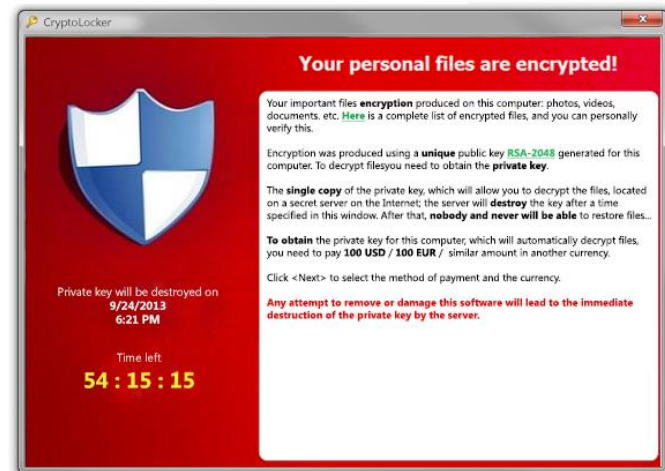 CryptoLocker
Your personal files are encrypted!
Your important files encryption produced on this computer: photos, videos,
documents. etc. Here is a complete list of encrypted files, and you can personally
verify this.
Encryption was produced using a unique public key RSA-2048 generated for this
computer. To decrypt filesyou need to obtain the private key.
The single copy of the private key, which will allow you to decrypt the files, located
on a secret server on the Internet; the server will destroy the key after a time
specified in this window. After that, nobody and never will be able to restore files...
To obtain the private key for this computer, which will automatically decrypt files,
you need to pay 100 USD / 100 EUR / similar amount in another currency.
Click <Next> to select the method of payment and the currency.
Any attempt to remove or damage this software will lead to the immediate
destruction of the private key by the server.
Private key will be destroyed on
9/24/2013
6:21 PM
Time left
54 : 15 : 15